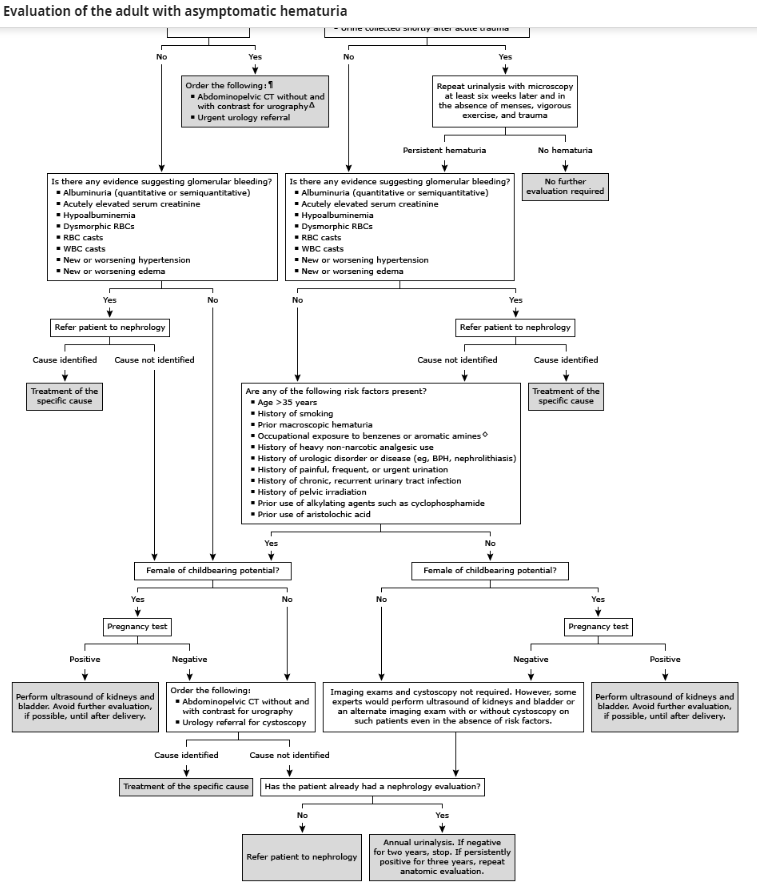 Evaluation of the adult with asymptomatic hematuria
▪ Urine collected shortly after acute trauma
No
Yes
No
Yes
Order the following:¶
▪ Abdominopelvic CT without and
with contrast for urographyΔ
▪ Urgent urology referral
Repeat urinalysis with microscopy
at least six weeks later and in
the absence of menses, vigorous
exercise, and trauma
Persistent hematuria
No hematuria
No further
evaluation required
Is there any evidence suggesting glomerular bleeding?
▪ Albuminuria (quantitative or semiquantitative)
▪ Acutely elevated serum creatinine
▪ Hypoalbuminemia
▪ Dysmorphic RBCs
▪ RBC casts
▪ WBC casts
▪ New or worsening hypertension
▪ New or worsening edema
Is there any evidence suggesting glomerular bleeding?
▪ Albuminuria (quantitative or semiquantitative)
▪ Acutely elevated serum creatinine
▪ Hypoalbuminemia
▪ Dysmorphic RBCs
▪ RBC casts
▪ WBC casts
▪ New or worsening hypertension
▪ New or worsening edema
Yes
No
No
Yes
Refer patient to nephrology
Refer patient to nephrology
Cause identified
Cause not identified
Cause not identified
Cause identified
Treatment of the
specific cause
Treatment of the
specific cause
Are any of the following risk factors present?
▪ Age >35 years
▪ History of smoking
▪ Prior macroscopic hematuria
▪ Occupational exposure to benzenes or aromatic amines◇
▪ History of heavy non-narcotic analgesic use
▪ History of urologic disorder or disease (eg, BPH, nephrolithiasis)
▪ History of painful, frequent, or urgent urination
▪ History of chronic, recurrent urinary tract infection
▪ History of pelvic irradiation
▪ Prior use of alkylating agents such as cyclophosphamide
▪ Prior use of aristolochic acid
Yes
No
Female of childbearing potential?
Female of childbearing potential?
Yes
No
No
Yes
Pregnancy test
Pregnancy test
Positive
Negative
Negative
Positive
Perform ultrasound of kidneys and
bladder. Avoid further evaluation,
if possible, until after delivery.
Order the following:
▪ Abdominopelvic CT without and
with contrast for urography
▪ Urology referral for cystoscopy
Imaging exams and cystoscopy not required. However, some
experts would perform ultrasound of kidneys and bladder or
an alternate imaging exam with or without cystoscopy on
such patients even in the absence of risk factors.
Perform ultrasound of kidneys and
bladder. Avoid further evaluation,
if possible, until after delivery.
Cause identified
Cause not identified
Treatment of the specific cause
Has the patient already had a nephrology evaluation?
No
Yes
Refer patient to nephrology
Annual urinalysis. If negative
for two years, stop. If persistently
positive for three years, repeat
anatomic evaluation.